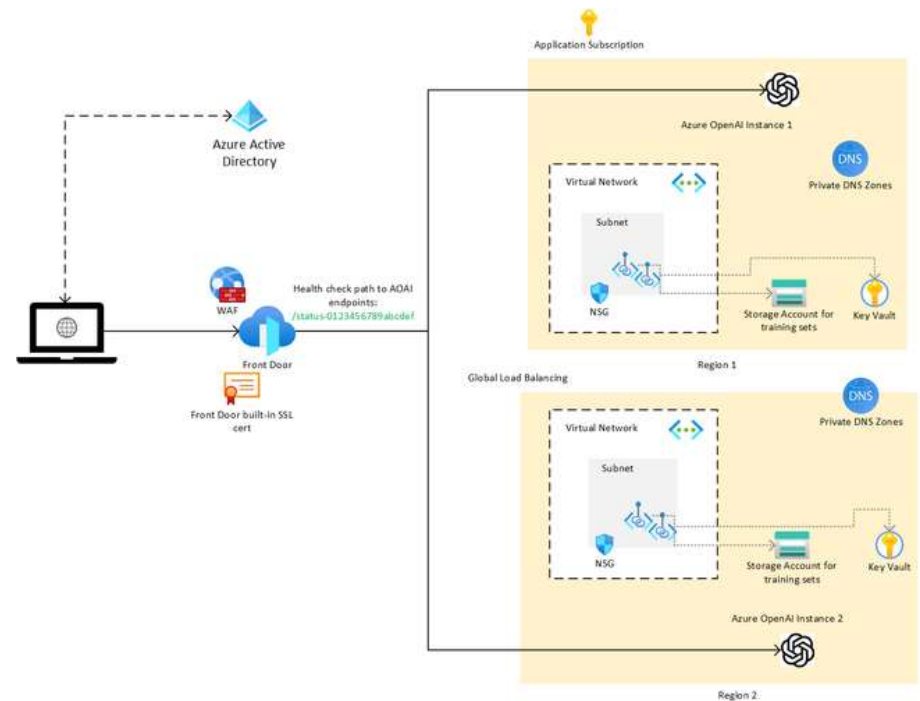 Application Subscription
Azure OpenAI Instance 1
Azure Active
Directory
DNS
Private DNS Zones
Virtual Network
Subnet
NSG
Storage Account for
training sets
Key Vault
Region 1
WAF
Health check path to AOAI
endpoints:
/status-0123456789abcdef
Front Door
Front Door built-in SSL
cert
Global Load Balancing
DNS
Private DNS Zones
Virtual Network
Subnet
NSG
Storage Account for
training sets
Key Vault
Azure OpenAI Instance 2
Region 2